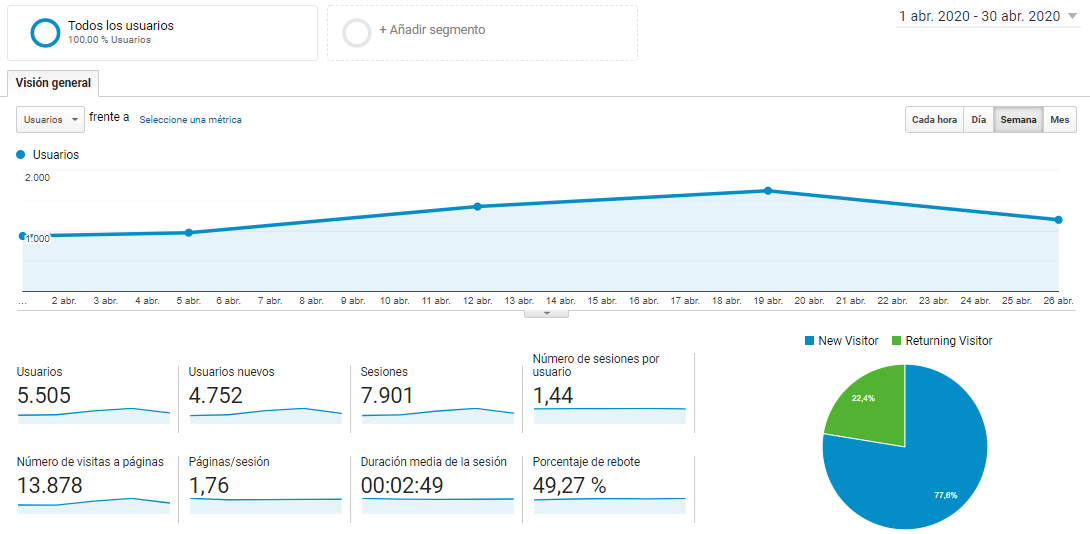 Todos los usuarios
100,00 % Usuarios
+ Añadir segmento
1 abr. 2020 - 30 abr. 2020
Visión general
Usuarios
frente a
Seleccione una métrica
Cada hora
Día
Semana
Mes
Usuarios
2.000
1.000
... 2 abr. 3 abr. 4 abr. 5 abr. 6 abr. 7 abr. 8 abr. 9 abr. 10 abr. 11 abr. 12 abr. 13 abr. 14 abr. 15 abr. 16 abr. 17 abr. 18 abr. 19 abr. 20 abr. 21 abr. 22 abr. 23 abr. 24 abr. 25 abr. 26 abr.
Usuarios
5.505
Usuarios nuevos
4.752
Sesiones
7.901
Número de sesiones por
usuario
1,44
Número de visitas a páginas
13.878
Páginas/sesión
1,76
Duración media de la sesión
00:02:49
Porcentaje de rebote
49,27 %
New Visitor
Returning Visitor
22,4%
77,6%